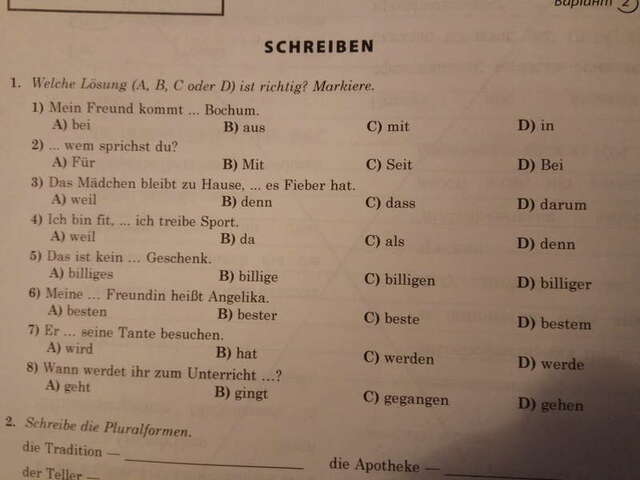 Вариант 2
SCHREIBEN
1. Welche Lösung (A, B, C oder D) ist richtig? Markiere.
1) Mein Freund kommt ... Bochum.
A) bei B) aus C) mit D) in
2) ... wem sprichst du?
A) Für B) Mit C) Seit D) Bei
3) Das Mädchen bleibt zu Hause, ... es Fieber hat.
A) weil B) denn C) dass D) darum
4) Ich bin fit, ... ich treibe Sport.
A) weil B) da C) als D) denn
5) Das ist kein ... Geschenk.
A) billiges B) billige C) billigen D) billiger
6) Meine ... Freundin heißt Angelika.
A) besten B) bester C) beste D) bestem
7) Er ... seine Tante besuchen.
A) wird B) hat C) werden D) werde
8) Wann werdet ihr zum Unterricht ...?
A) geht B) gingt C) gegangen D) gehen
2. Schreibe die Pluralformen.
die Tradition — die Apotheke —
der Teller —